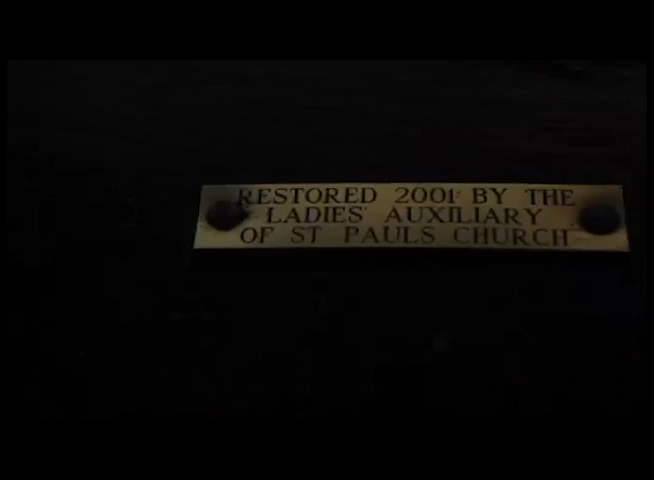 RESTORED 2001 BY THE
LADIES' AUXILIARY
OF ST PAULS CHURCH